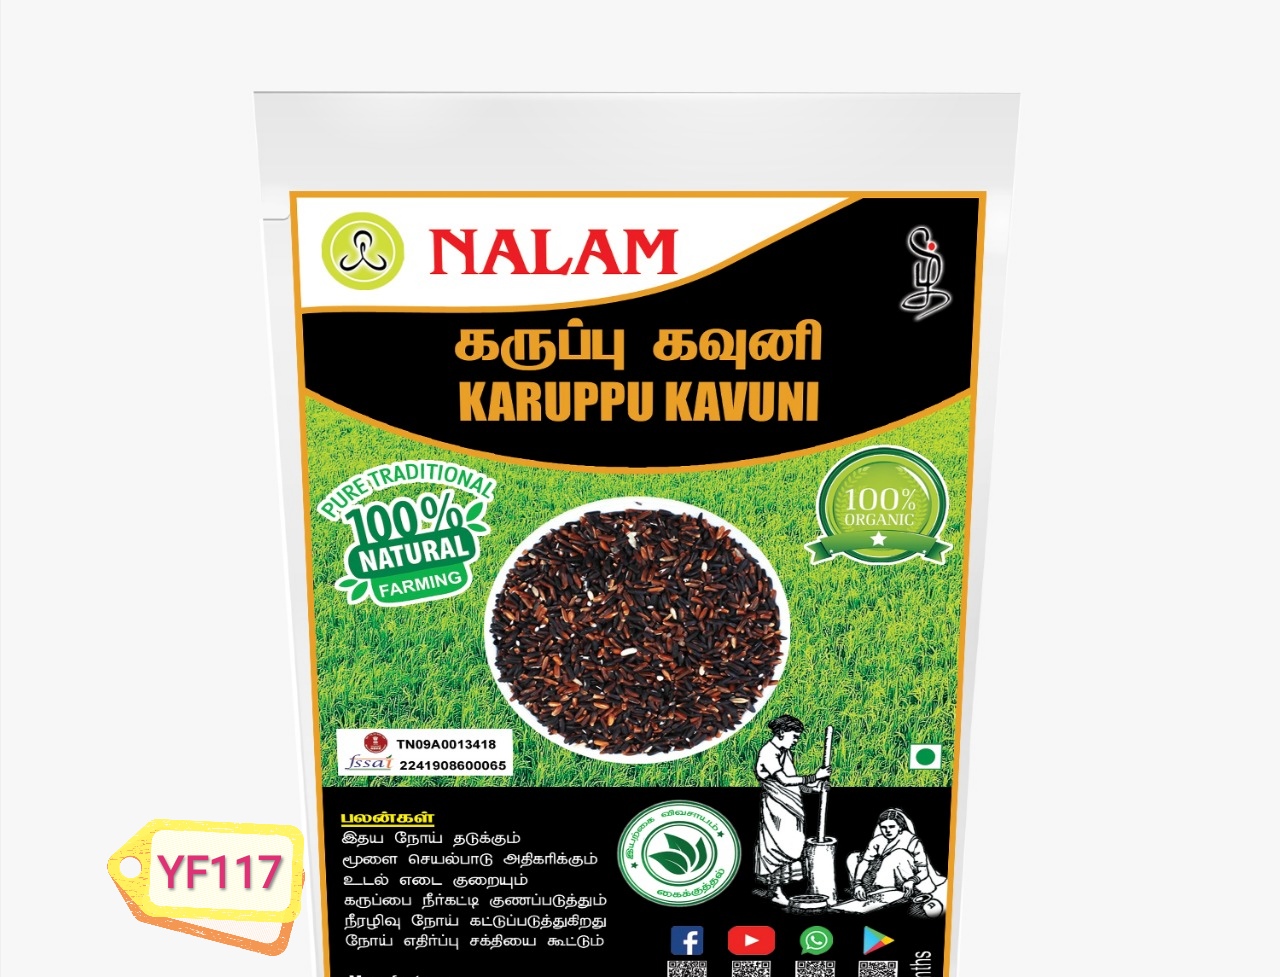 NALAM
தமிழ்
கருப்பு கவுனி
KARUPPU KAVUNI
PURE TRADITIONAL
100%
NATURAL
FARMING
100%
ORGANIC
TN09A0013418
fssai 2241908600065
பலன்கள்
இதய நோய் தடுக்கும்
மூளை செயல்பாடு அதிகரிக்கும்
உடல் எடை குறையும்
கருப்பை நீர்கட்டி குணப்படுத்தும்
நீரழிவு நோய் கட்டுப்படுத்துகிறது
நோய் எதிர்ப்பு சக்தியை கூட்டும்
இயற்கை விவசாயம்
கைக்குத்தல்
YF117